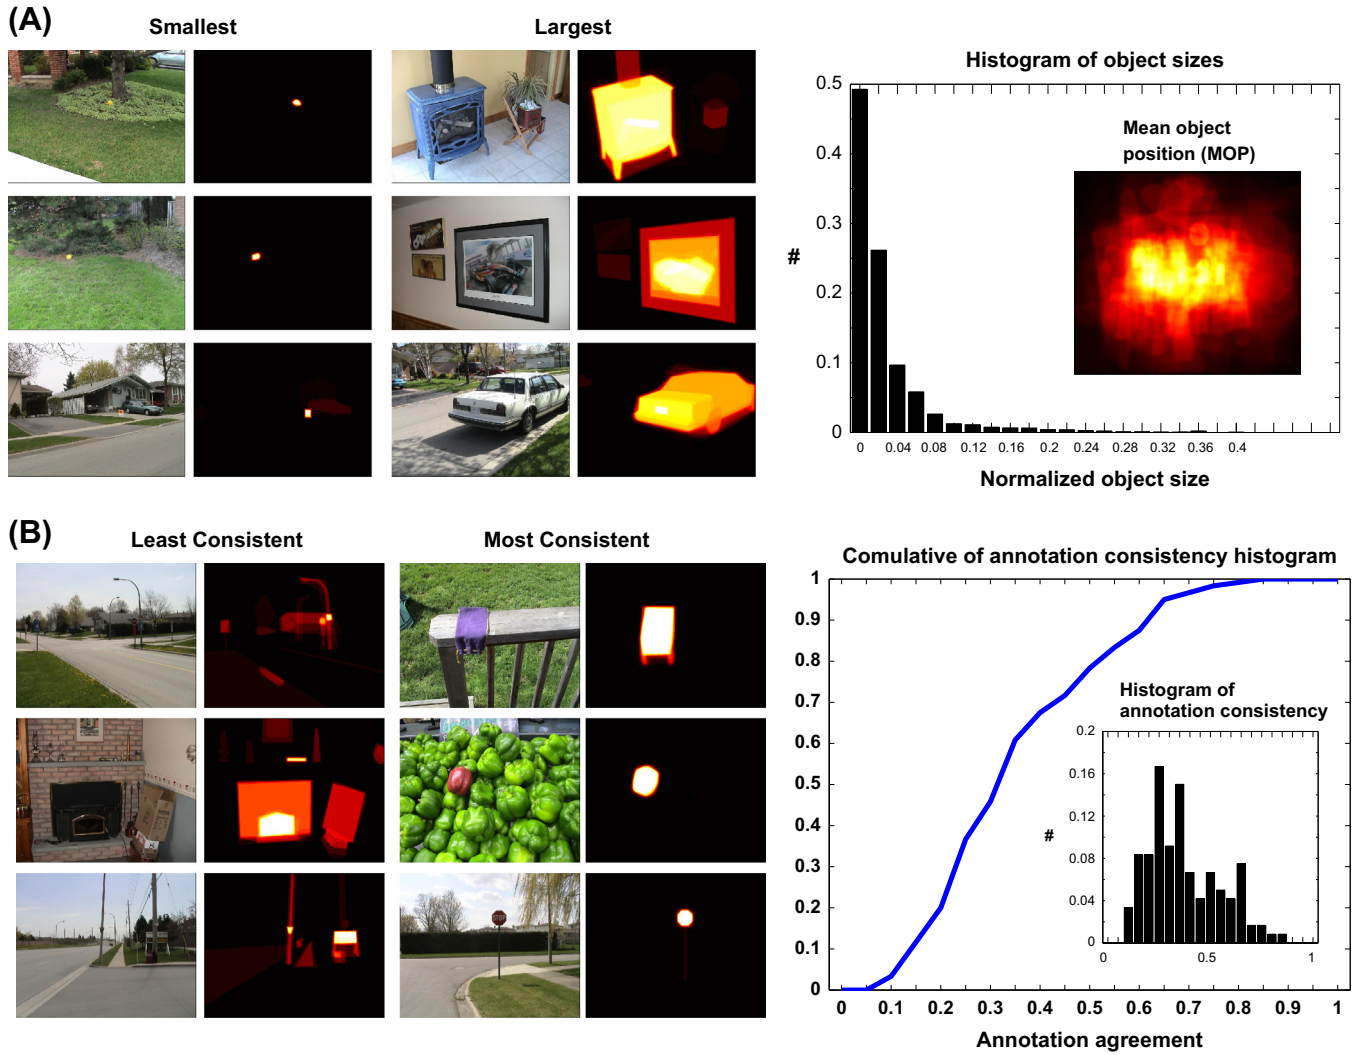 (A)
Smallest
Largest
Histogram of object sizes
0.5
0.4
0.3
0.2
0.1
0
#
Mean object
position (MOP)
0 0.04 0.08 0.12 0.16 0.2 0.24 0.28 0.32 0.36 0.4
Normalized object size
(B)
Least Consistent
Most Consistent
STOP
Comulative of annotation consistency histogram
1
0.9
0.8
0.7
0.6
0.5
0.4
0.3
0.2
0.1
0
Histogram of
annotation consistency
0.2
0.16
0.12
0.08
0.04
0
#
0 0.5 1
0 0.1 0.2 0.3 0.4 0.5 0.6 0.7 0.8 0.9 1
Annotation agreement